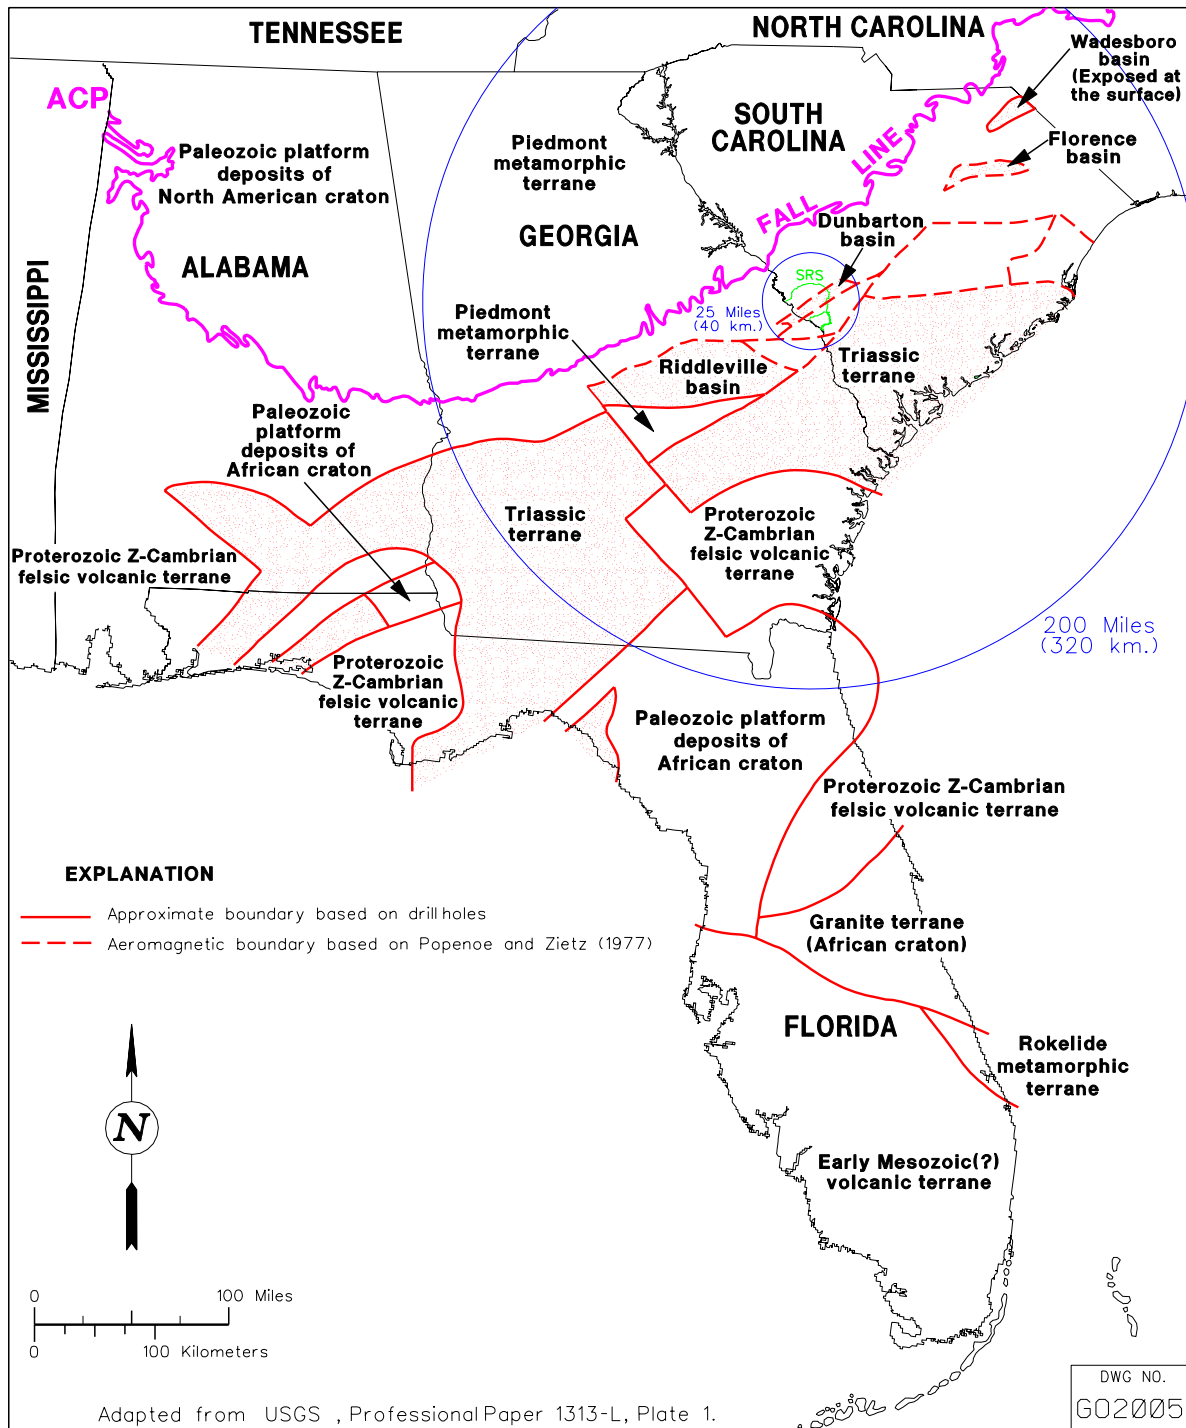 TENNESSEE
NORTH CAROLINA
Wadesboro
basin
(Exposed at
the surface)
ACP
SOUTH
CAROLINA
LINE
FALL
Florence
basin
Paleozoic platform
deposits of
North American craton
Piedmont
metamorphic
terrane
Dunbarton
basin
GEORGIA
ALABAMA
MISSISSIPPI
SRS
25 Miles
(40 km.)
Piedmont
metamorphic
terrane
Riddleville
basin
Triassic
terrane
Paleozoic
platform
deposits of
African craton
Triassic
terrane
Proterozoic
Z-Cambrian
felsic volcanic
terrane
Proterozoic Z-Cambrian
felsic volcanic terrane
200 Miles
(320 km.)
Proterozoic
Z-Cambrian
felsic volcanic
terrane
Paleozoic platform
deposits of
African craton
Proterozoic Z-Cambrian
felsic volcanic terrane
EXPLANATION
Approximate boundary based on drill holes
Aeromagnetic boundary based on Popenoe and Zietz (1977)
Granite terrane
(African craton)
FLORIDA
Rokelide
metamorphic
terrane
N
Early Mesozoic(?)
volcanic terrane
0 100 Miles
0 100 Kilometers
Adapted from USGS , Professional Paper 1313-L, Plate 1.
DWG NO.
G02005